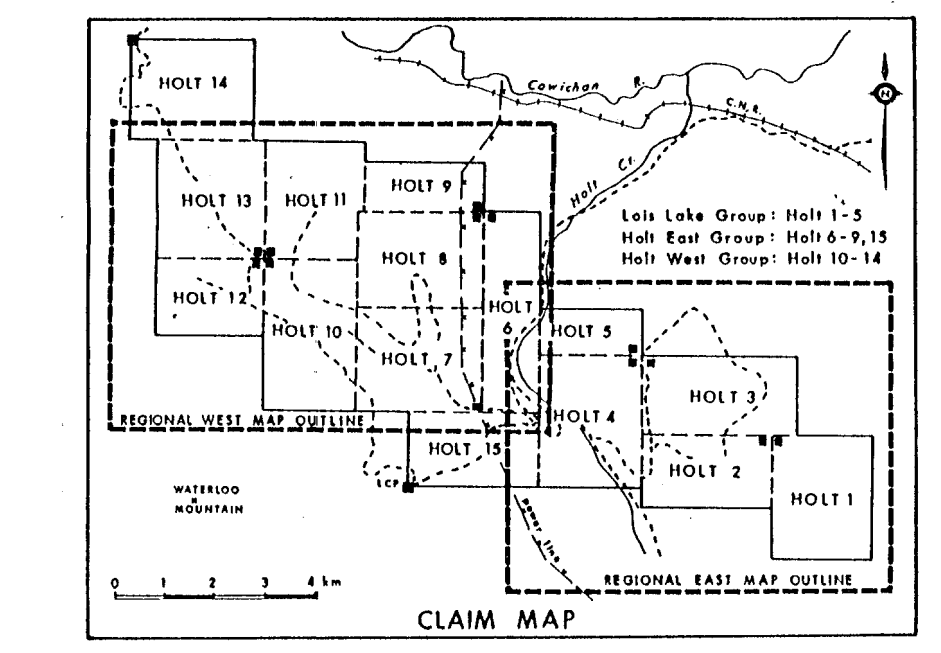 HOLT 14
Cowichan R.
C.N.R.
N
Holt Cr.
HOLT 9
HOLT 13
HOLT 11
Lois Lake Group: Holt 1-5
Holt East Group: Holt 6-9,15
Holt West Group: Holt 10-14
HOLT 8
HOLT 12
HOLT 10
HOLT
6
HOLT 5
HOLT 7
HOLT 3
HOLT 4
REGIONAL WEST MAP OUTLINE
HOLT 15
HOLT 2
LCP
HOLT 1
WATERLOO
MOUNTAIN
power line
0 1 2 3 4 km
REGIONAL EAST MAP OUTLINE
CLAIM MAP